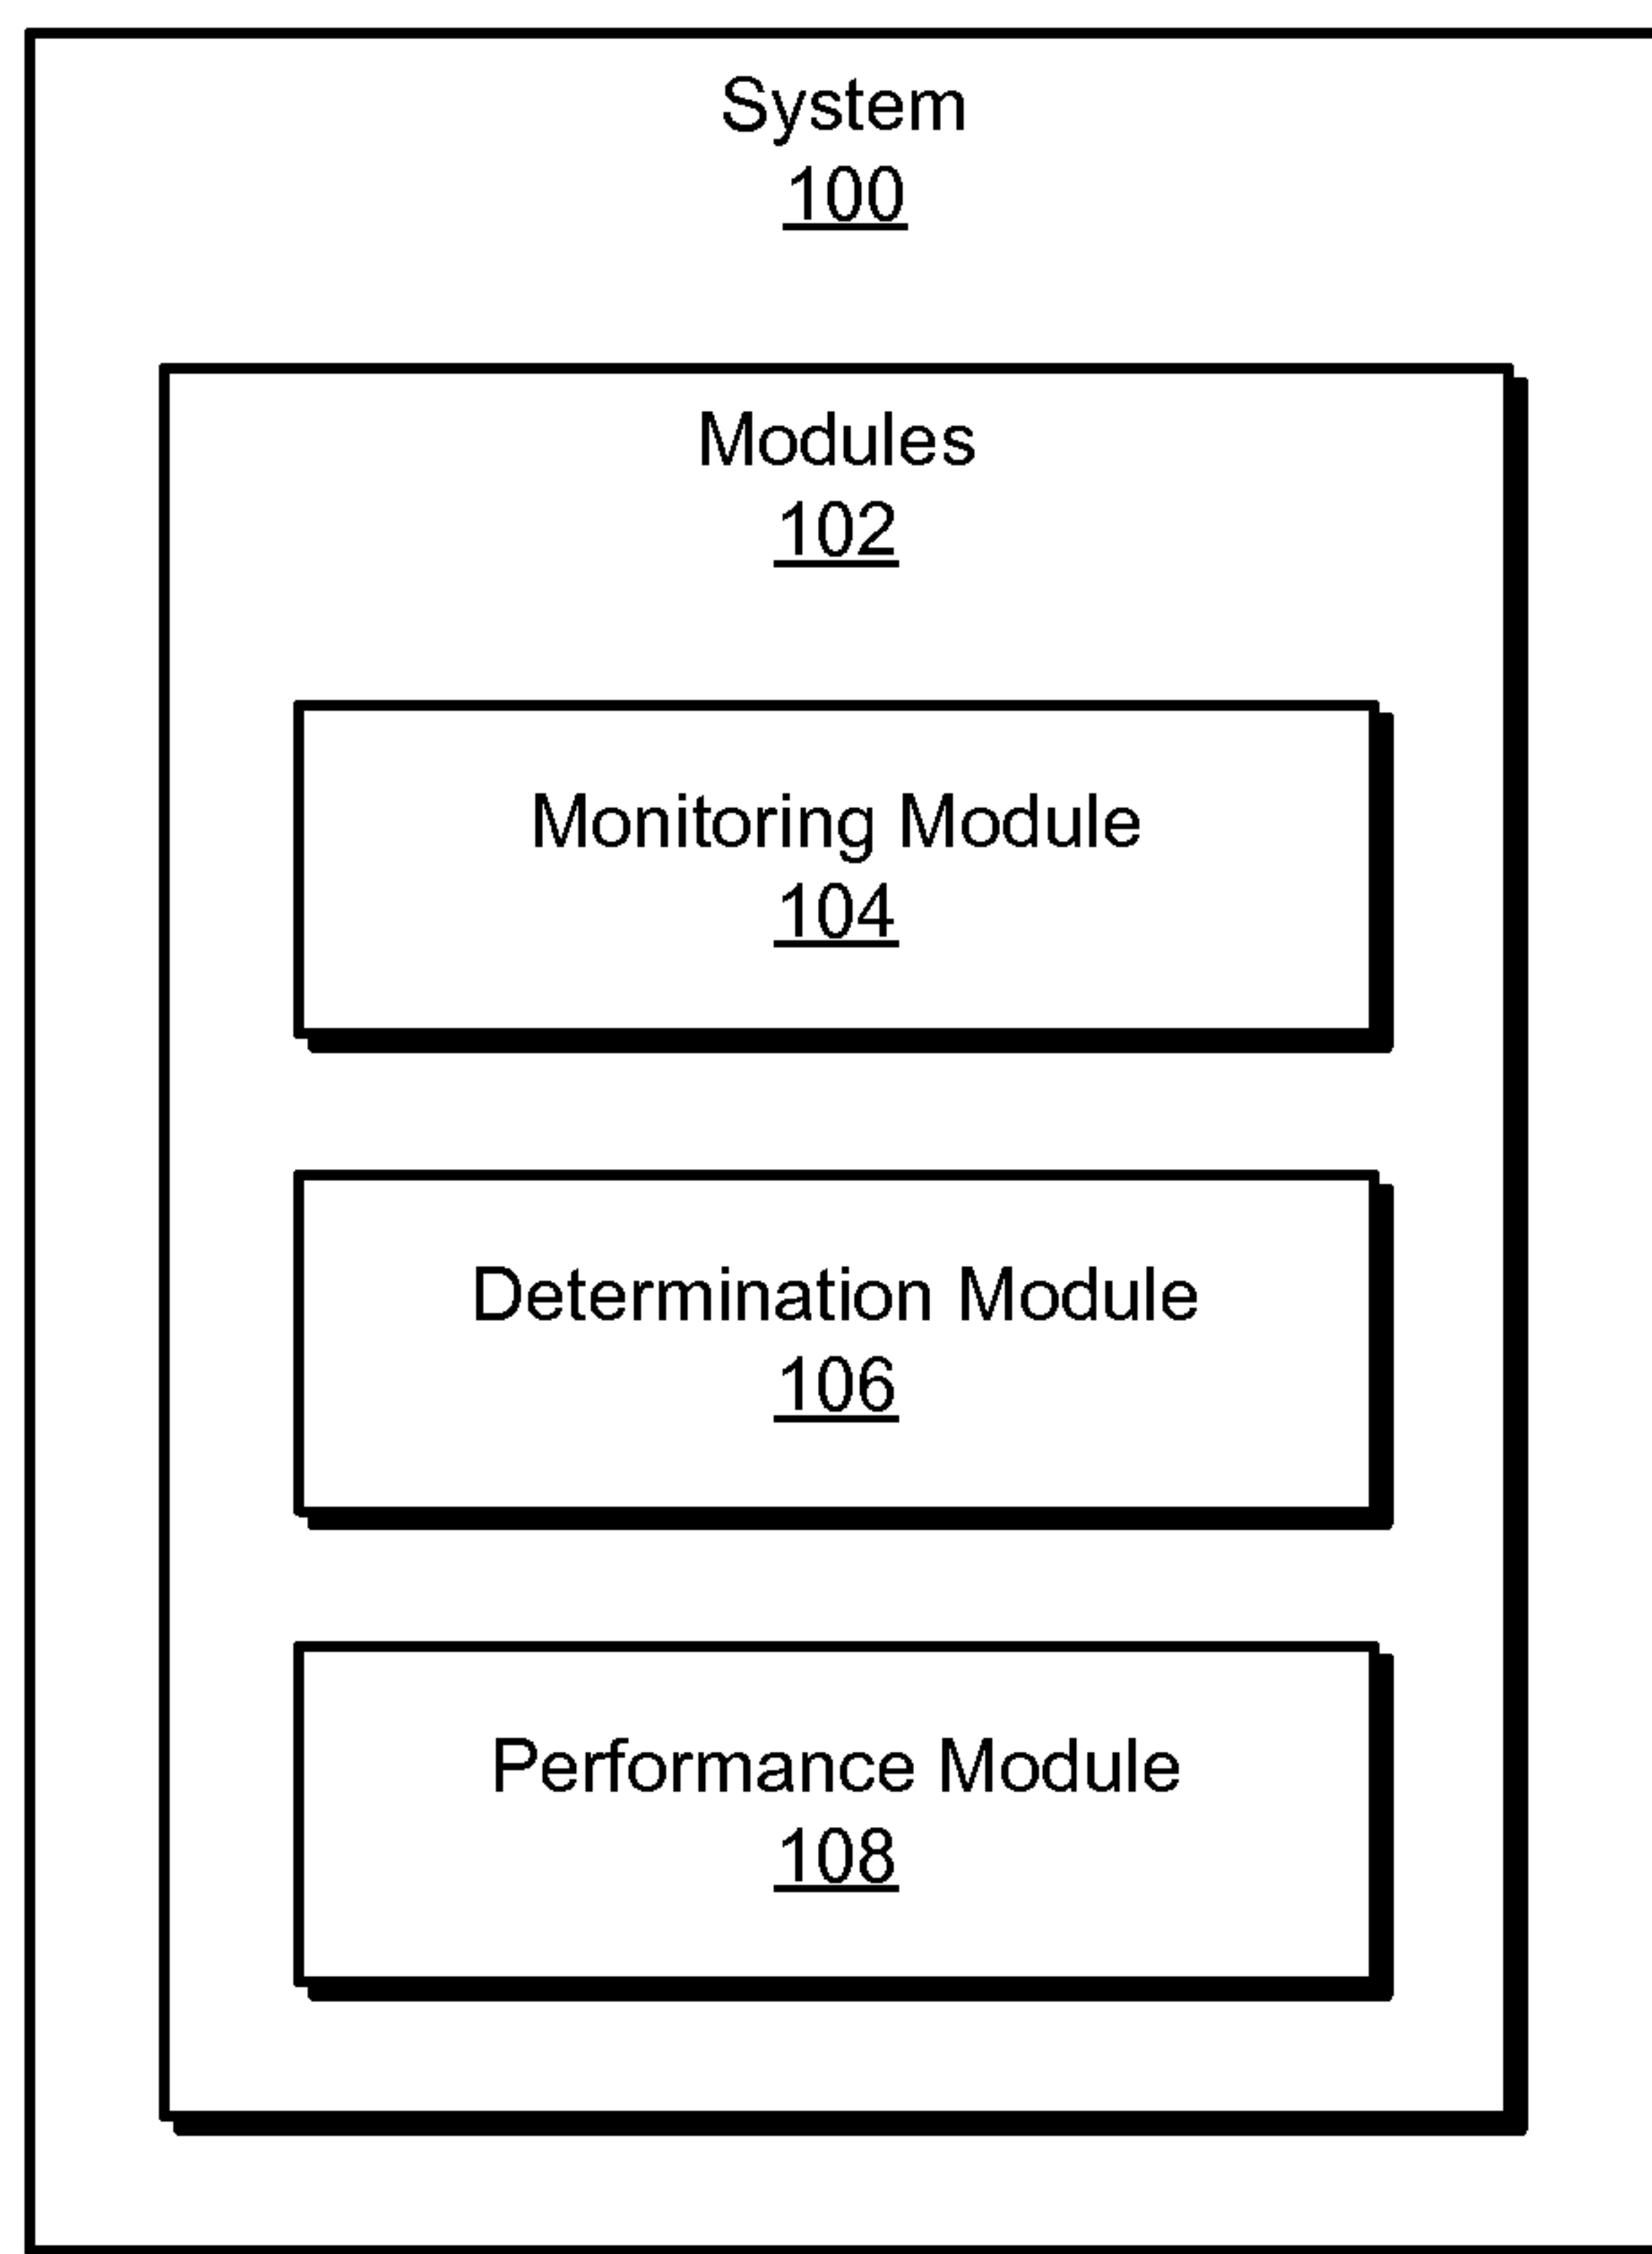 System
100
Modules
102
Monitoring Module
104
Determination Module
106
Performance Module
108